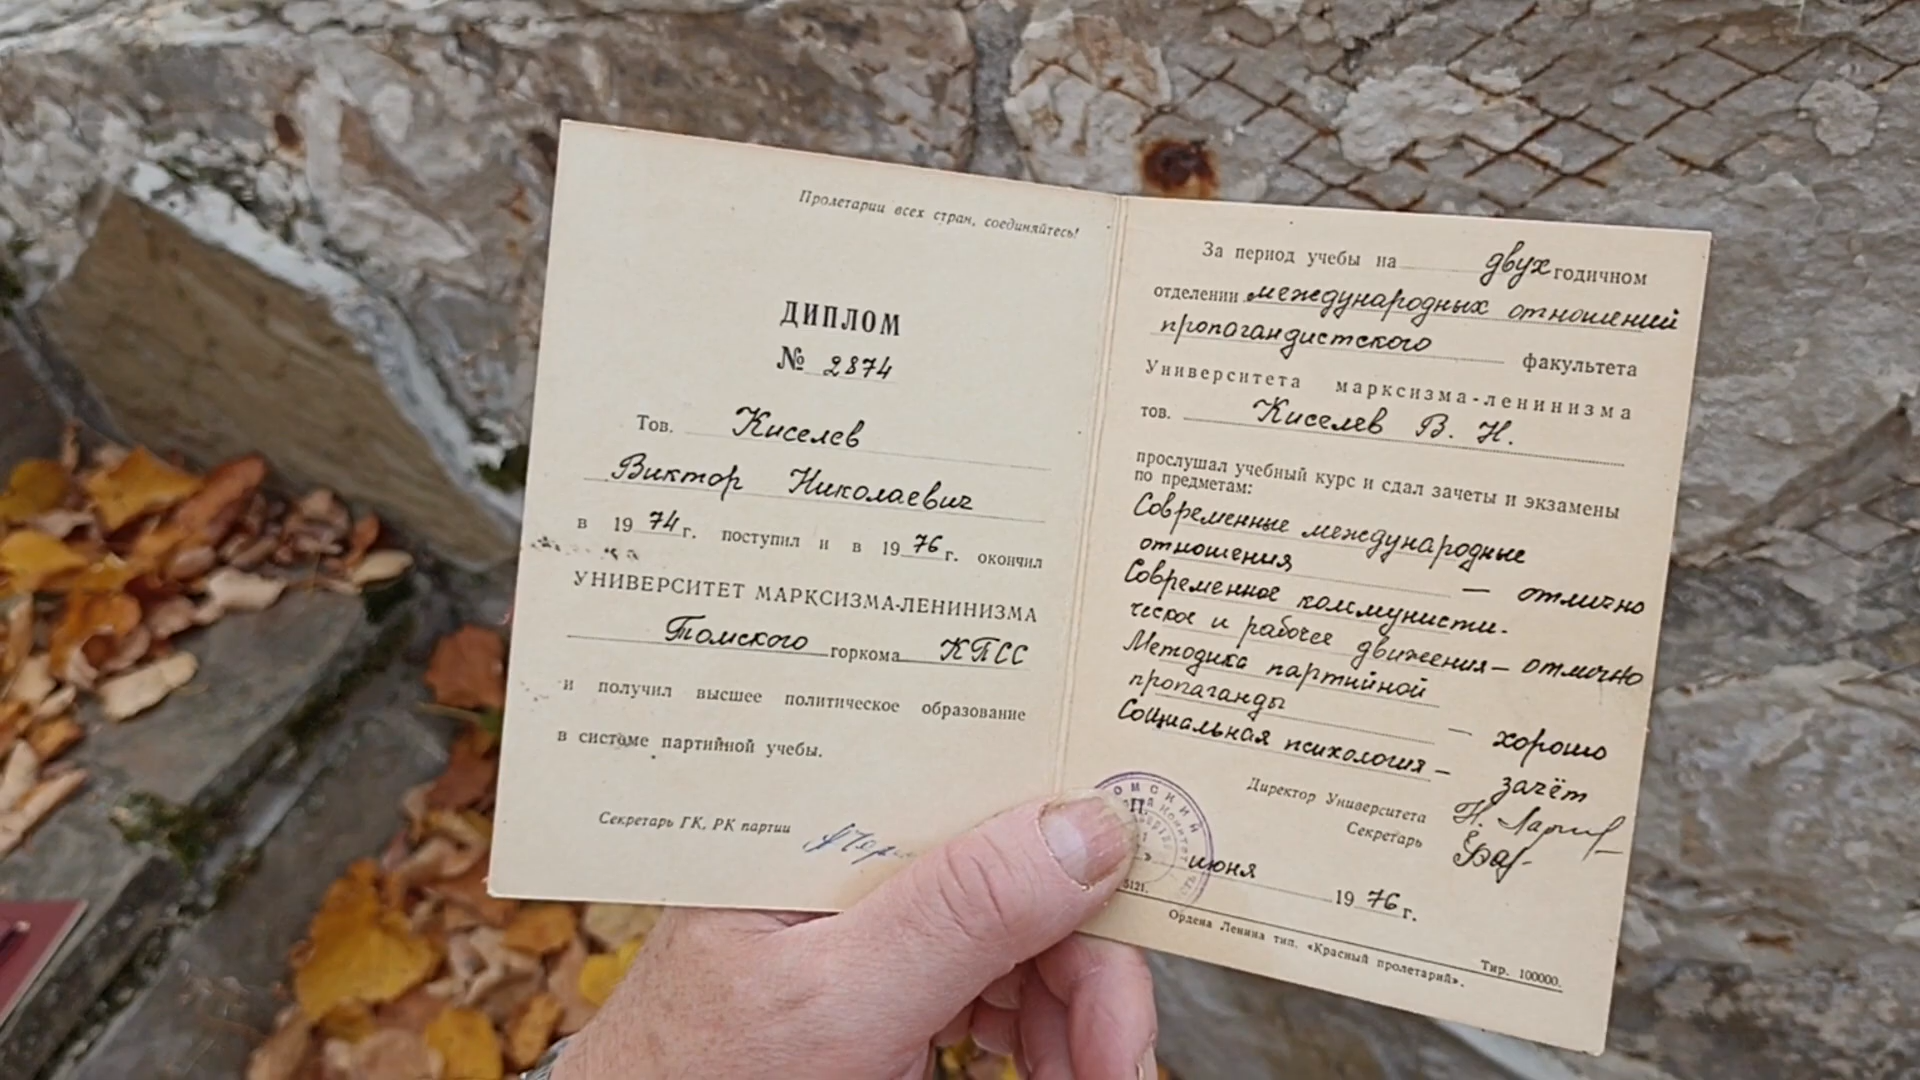 Пролетарии всех стран, соединяйтесь!
ДИПЛОМ
№ 2874
Тов. Киселев
Виктор Николаевич
в 1974 г. поступил и в 1976 г. окончил
УНИВЕРСИТЕТ МАРКСИЗМА-ЛЕНИНИЗМА
Томского горкома КПСС
и получил высшее политическое образование
в системе партийной учебы.
Секретарь ГК, РК партии
За период учебы на двух годичном
отделении международных отношений
пропагандистского факультета
Университета марксизма-ленинизма
тов. Киселев В. Н.
прослушал учебный курс и сдал зачеты и экзамены
по предметам:
Современные международные
отношения — отлично
Современное коммунисти-
ческое и рабочее движения — отлично
Методика партийной
пропаганды — хорошо
Социальная психология — зачёт
Директор Университета
Секретарь
П.
» июня 1976 г.
5121.
Ордена Ленина тип. «Красный пролетарий».
Тир. 100000.